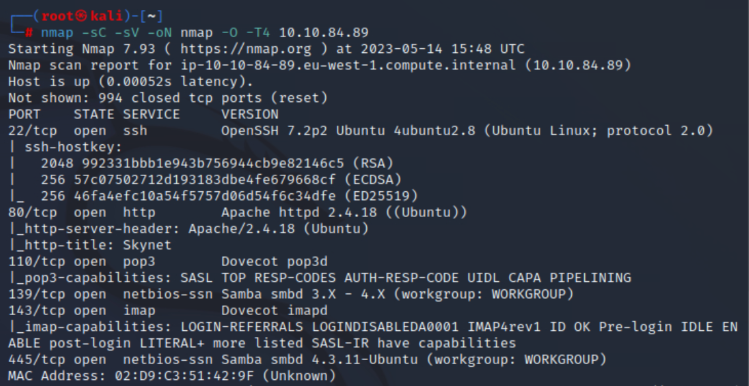 ┌──(root㉿kali)-[~]
└─# nmap -sC -sV -oN nmap -O -T4 10.10.84.89
Starting Nmap 7.93 ( https://nmap.org ) at 2023-05-14 15:48 UTC
Nmap scan report for ip-10-10-84-89.eu-west-1.compute.internal (10.10.84.89)
Host is up (0.00052s latency).
Not shown: 994 closed tcp ports (reset)
PORT    STATE SERVICE     VERSION
22/tcp  open  ssh         OpenSSH 7.2p2 Ubuntu 4ubuntu2.8 (Ubuntu Linux; protocol 2.0)
| ssh-hostkey:
|   2048 992331bbb1e943b756944cb9e82146c5 (RSA)
|   256 57c07502712d193183dbe4fe679668cf (ECDSA)
|_  256 46fa4efc10a54f5757d06d54f6c34dfe (ED25519)
80/tcp  open  http        Apache httpd 2.4.18 ((Ubuntu))
|_http-server-header: Apache/2.4.18 (Ubuntu)
|_http-title: Skynet
110/tcp open  pop3        Dovecot pop3d
|_pop3-capabilities: SASL TOP RESP-CODES AUTH-RESP-CODE UIDL CAPA PIPELINING
139/tcp open  netbios-ssn Samba smbd 3.X - 4.X (workgroup: WORKGROUP)
143/tcp open  imap        Dovecot imapd
|_imap-capabilities: LOGIN-REFERRALS LOGINDISABLEDA0001 IMAP4rev1 ID OK Pre-login IDLE EN
ABLE post-login LITERAL+ more listed SASL-IR have capabilities
445/tcp open  netbios-ssn Samba smbd 4.3.11-Ubuntu (workgroup: WORKGROUP)
MAC Address: 02:D9:C3:51:42:9F (Unknown)